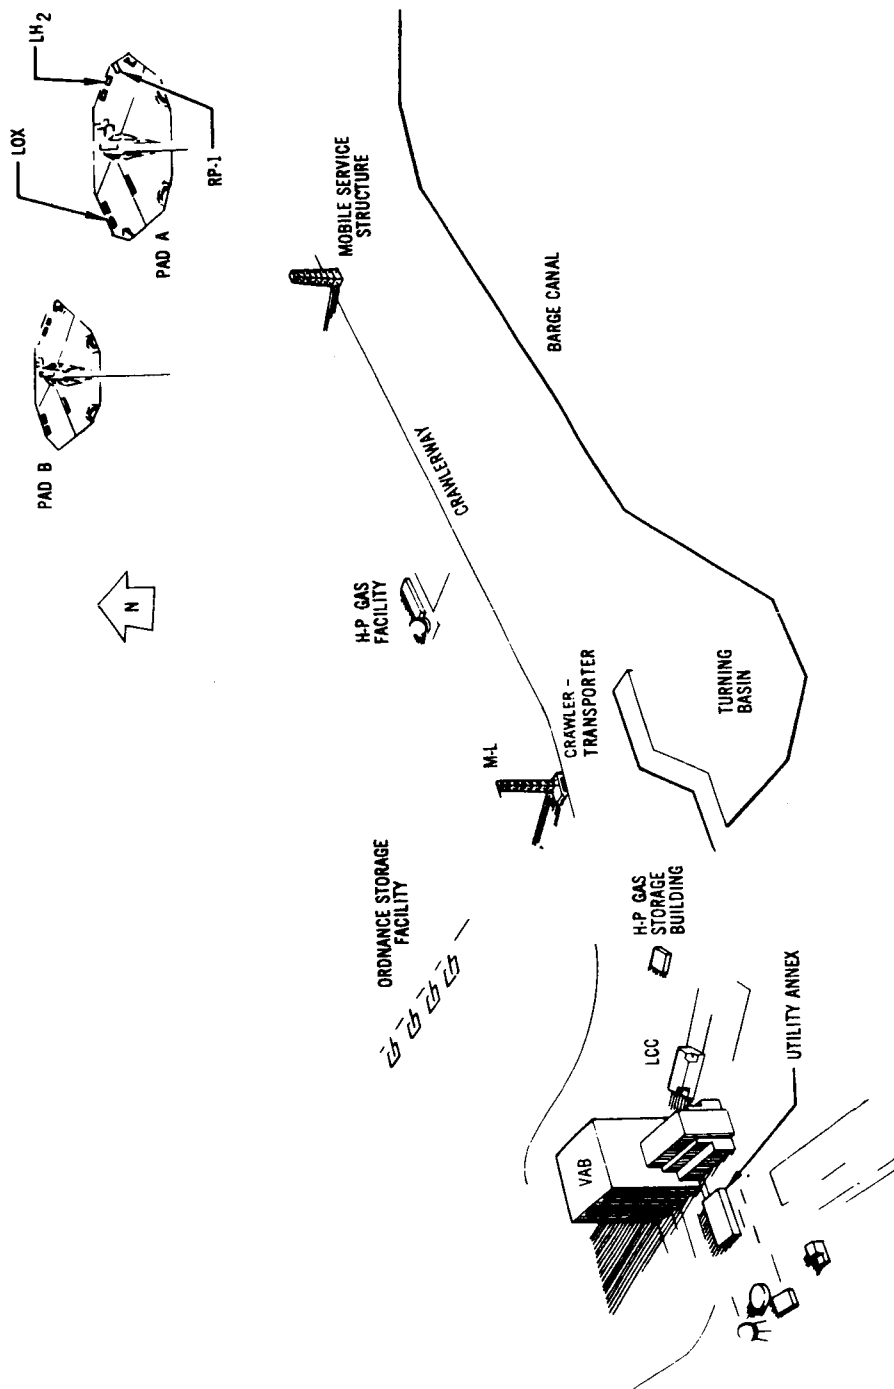 PAD B
PAD A
LOX
LH2
RP-1
N
MOBILE SERVICE
STRUCTURE
CRAWLERWAY
BARGE CANAL
H-P GAS
FACILITY
M-L
CRAWLER -
TRANSPORTER
TURNING
BASIN
ORDNANCE STORAGE
FACILITY
H-P GAS
STORAGE
BUILDING
LCC
VAB
UTILITY ANNEX